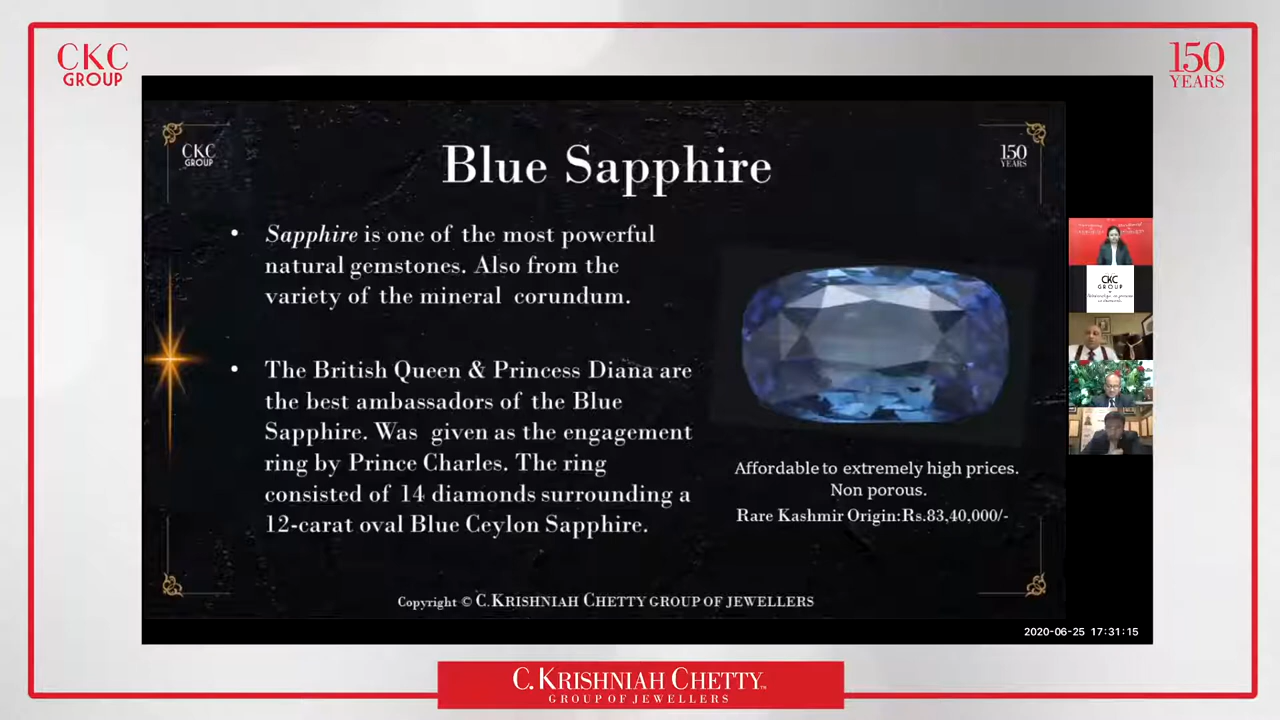 CKC
GROUP
150
YEARS
CKC
GROUP
150
YEARS
Blue Sapphire
• Sapphire is one of the most powerful
natural gemstones. Also from the
variety of the mineral corundum.
• The British Queen & Princess Diana are
the best ambassadors of the Blue
Sapphire. Was given as the engagement
ring by Prince Charles. The ring
consisted of 14 diamonds surrounding a
12-carat oval Blue Ceylon Sapphire.
Affordable to extremely high prices.
Non porous.
Rare Kashmir Origin:Rs.83,40,000/-
CKC
GROUP
Copyright © C.KRISHNIAH CHETTY GROUP OF JEWELLERS
2020-06-25 17:31:15
C.KRISHNIAH CHETTY™
GROUP OF JEWELLERS